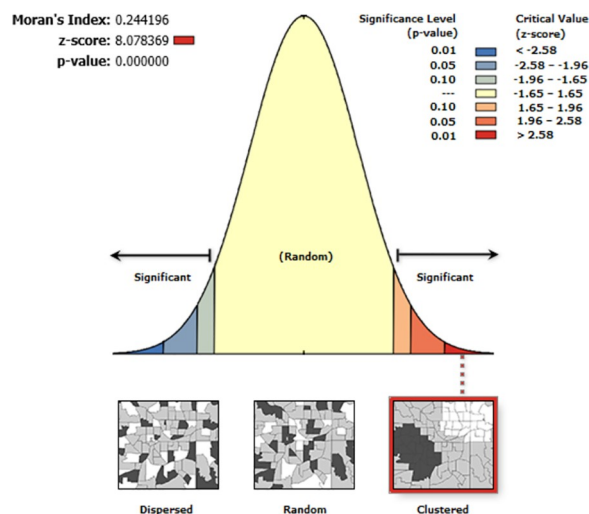 Moran's Index: 0.244196
z-score: 8.078369
p-value: 0.000000
Significance Level
(p-value)
Critical Value
(z-score)
0.01 < -2.58
0.05 -2.58 – -1.96
0.10 -1.96 – -1.65
--- -1.65 – 1.65
0.10 1.65 – 1.96
0.05 1.96 – 2.58
0.01 > 2.58
Significant
(Random)
Significant
Dispersed
Random
Clustered